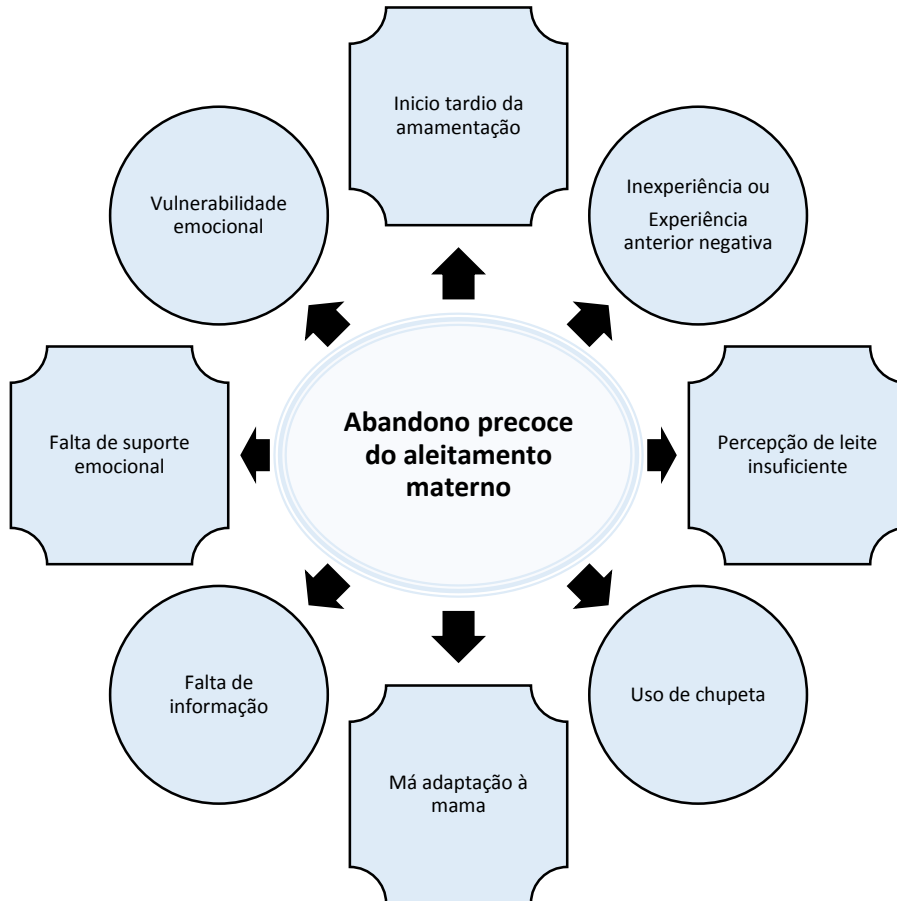 Inicio tardio da
amamentação
Vulnerabilidade
emocional
Inexperiência ou
Experiência
anterior negativa
Falta de suporte
emocional
Abandono precoce
do aleitamento
materno
Percepção de leite
insuficiente
Falta de
informação
Uso de chupeta
Má adaptação à
mama